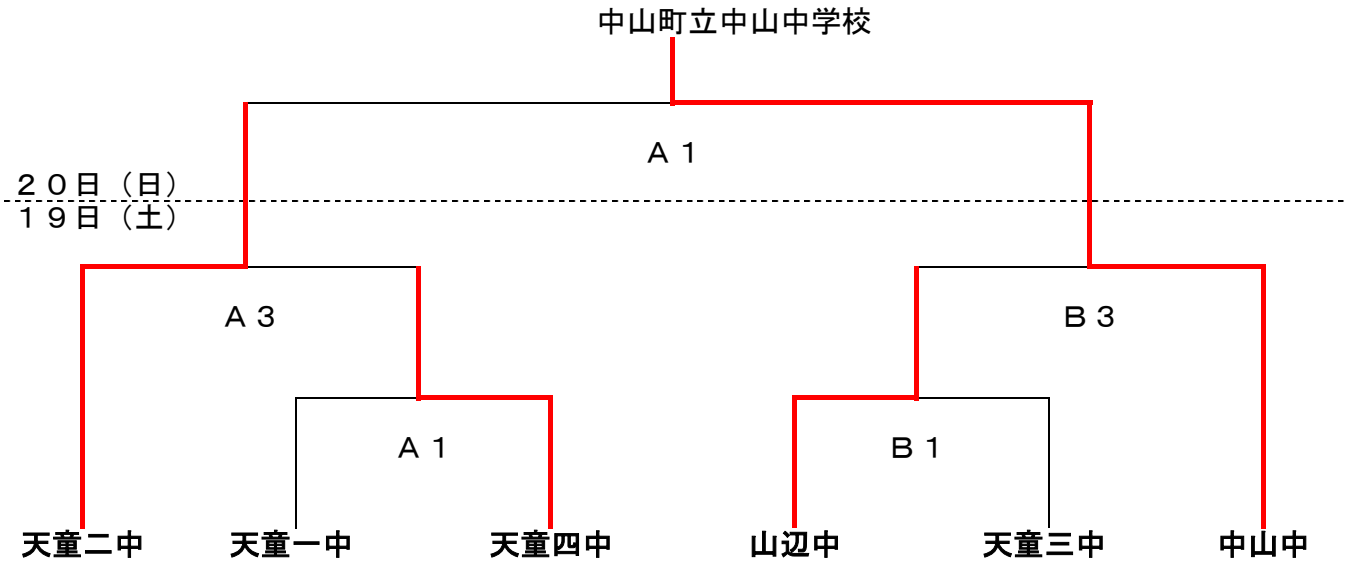 中山町立中山中学校
Ａ１
２０日（日）
１９日（土）
Ａ３
Ｂ３
Ａ１
Ｂ１
天童二中 天童一中 天童四中 山辺中 天童三中 中山中